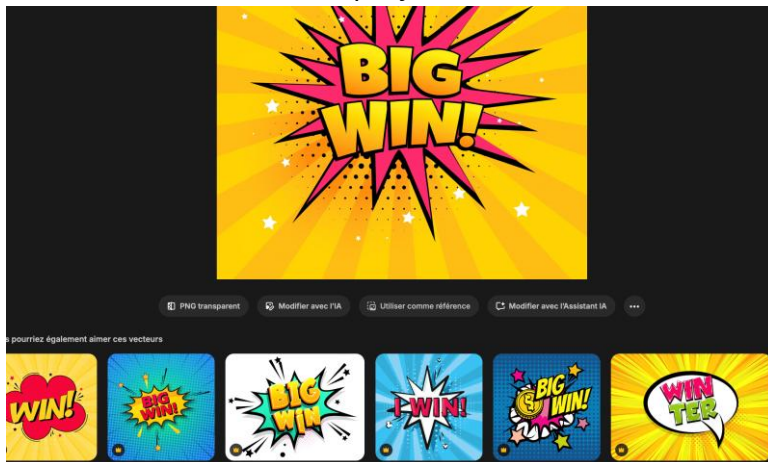 BIG
WIN!
PNG transparent
Modifier avec l'IA
Utiliser comme référence
Modifier avec l'Assistant IA
s pourriez également aimer ces vecteurs
WIN!
BIG
WIN!
BIG
WIN
I WIN!
BIG
WIN!
WIN
TER